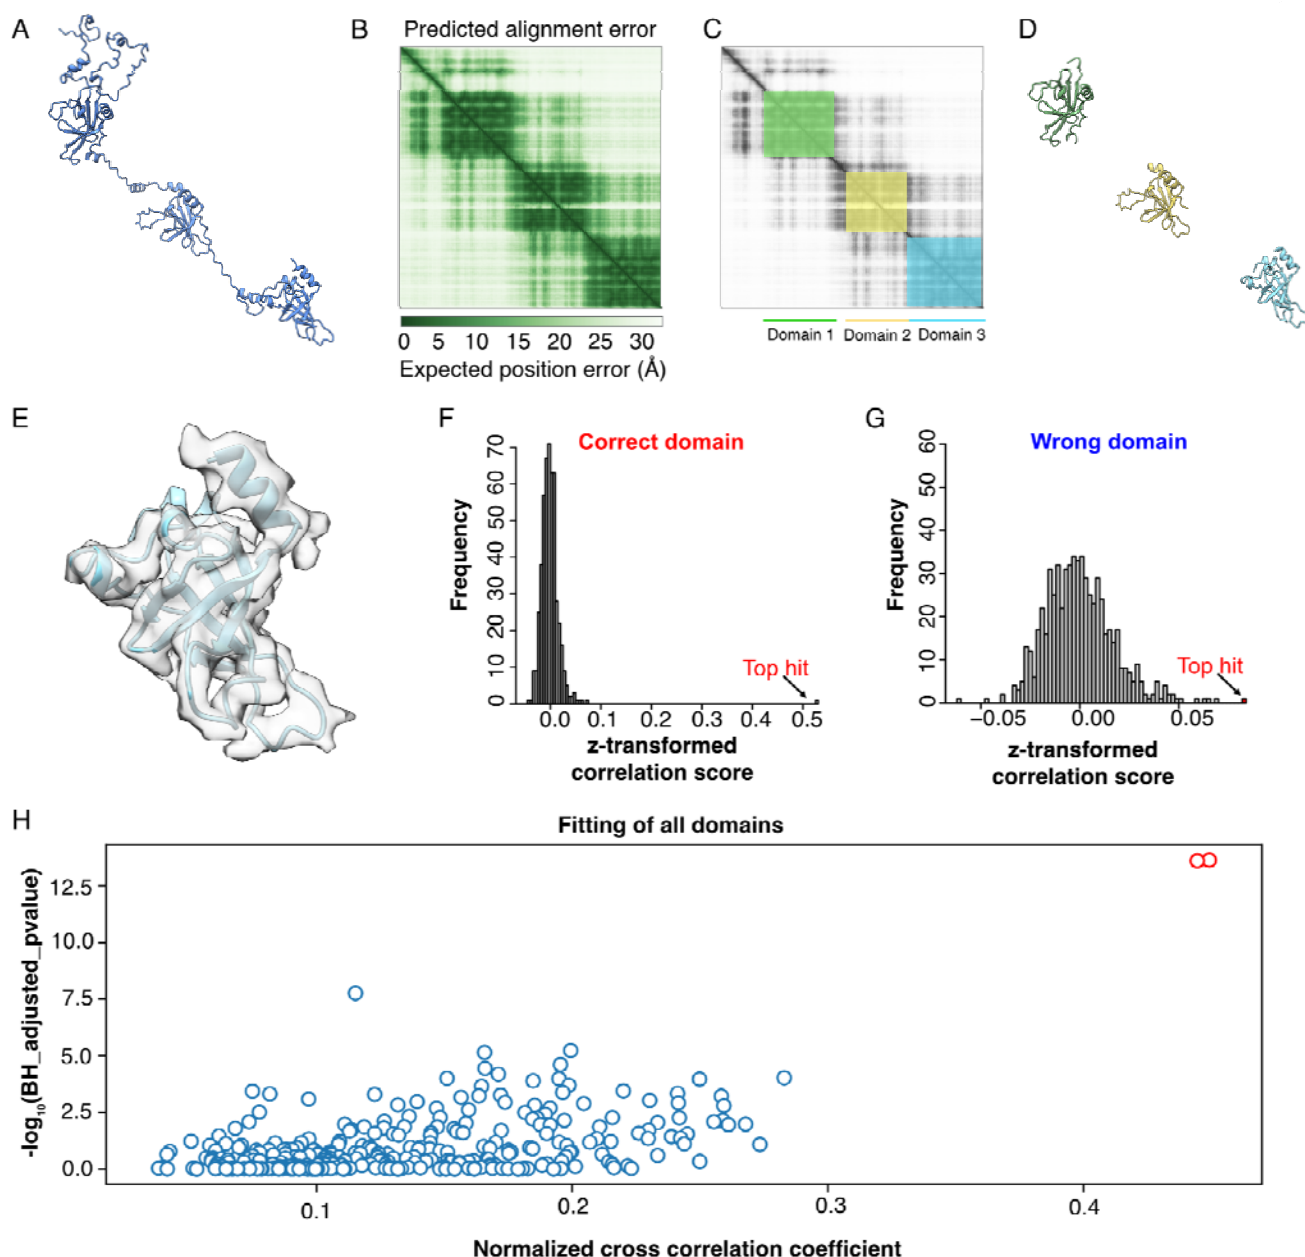 A
B
Predicted alignment error
0 5 10 15 20 25 30
Expected position error (Å)
C
Domain 1 Domain 2 Domain 3
D
E
F
Correct domain
Frequency
70
60
50
40
30
20
10
0
Top hit
0.0 0.1 0.2 0.3 0.4 0.5
z-transformed
correlation score
G
Wrong domain
Frequency
60
50
40
30
20
10
0
Top hit
−0.05 0.00 0.05
z-transformed
correlation score
H
Fitting of all domains
-log₁₀(BH_adjusted_pvalue)
12.5
10.0
7.5
5.0
2.5
0.0
0.1 0.2 0.3 0.4
Normalized cross correlation coefficient